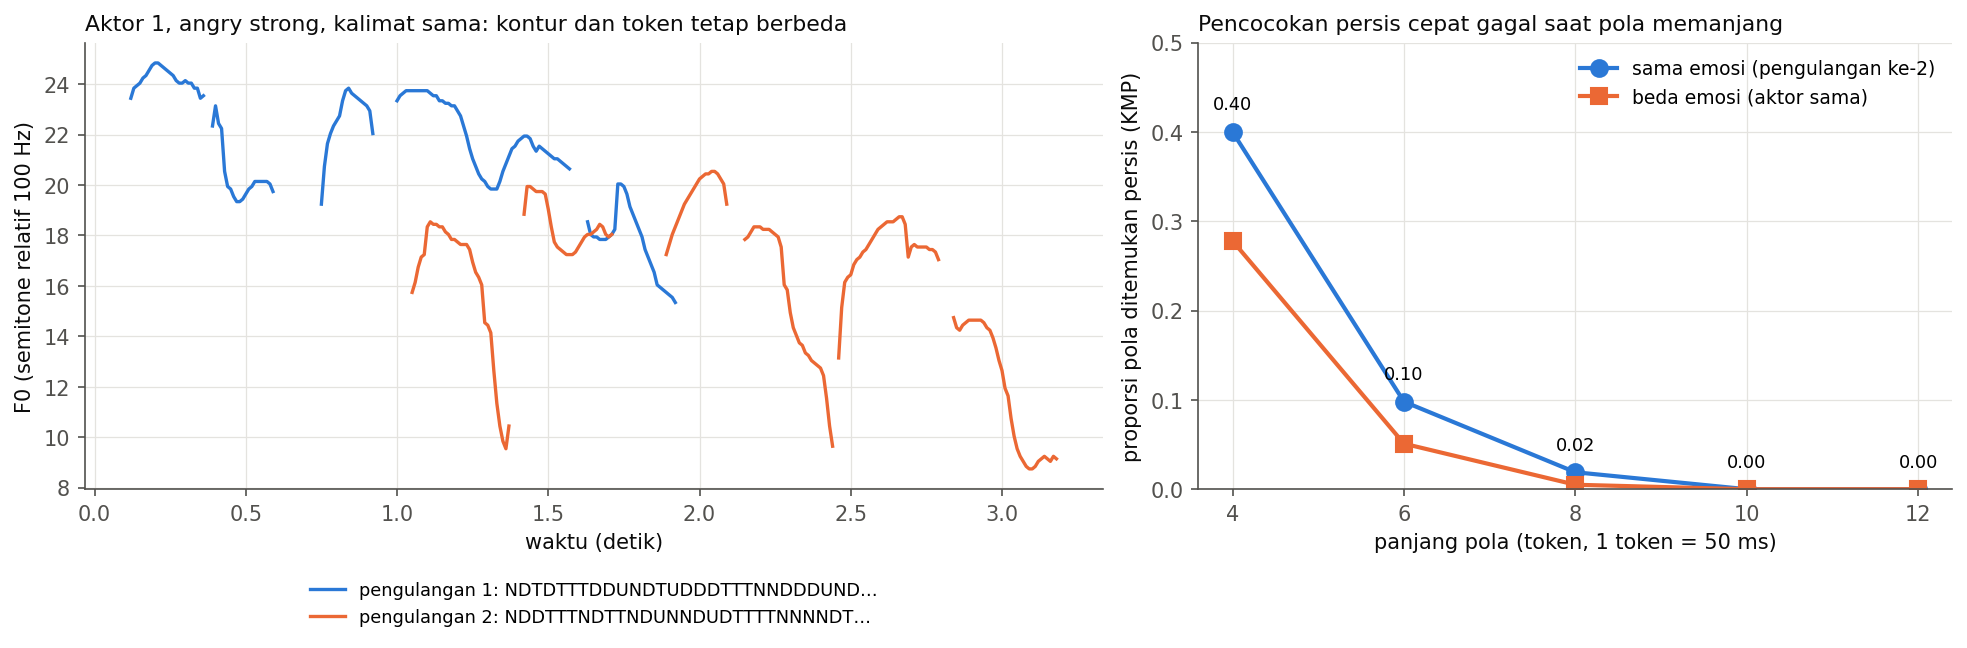 Aktor 1, angry strong, kalimat sama: kontur dan token tetap berbeda
F0 (semitone relatif 100 Hz)
24
22
20
18
16
14
12
10
8
0.0 0.5 1.0 1.5 2.0 2.5 3.0
waktu (detik)
pengulangan 1: NDTDTTTDDUNDTUDDDTTTNNDDDUND...
pengulangan 2: NDDTTTNDTTNDUNNDUDTTTTNNNNDT...
Pencocokan persis cepat gagal saat pola memanjang
proporsi pola ditemukan persis (KMP)
0.5
0.4
0.3
0.2
0.1
0.0
sama emosi (pengulangan ke-2)
beda emosi (aktor sama)
0.40
0.10
0.02
0.00
0.00
4 6 8 10 12
panjang pola (token, 1 token = 50 ms)